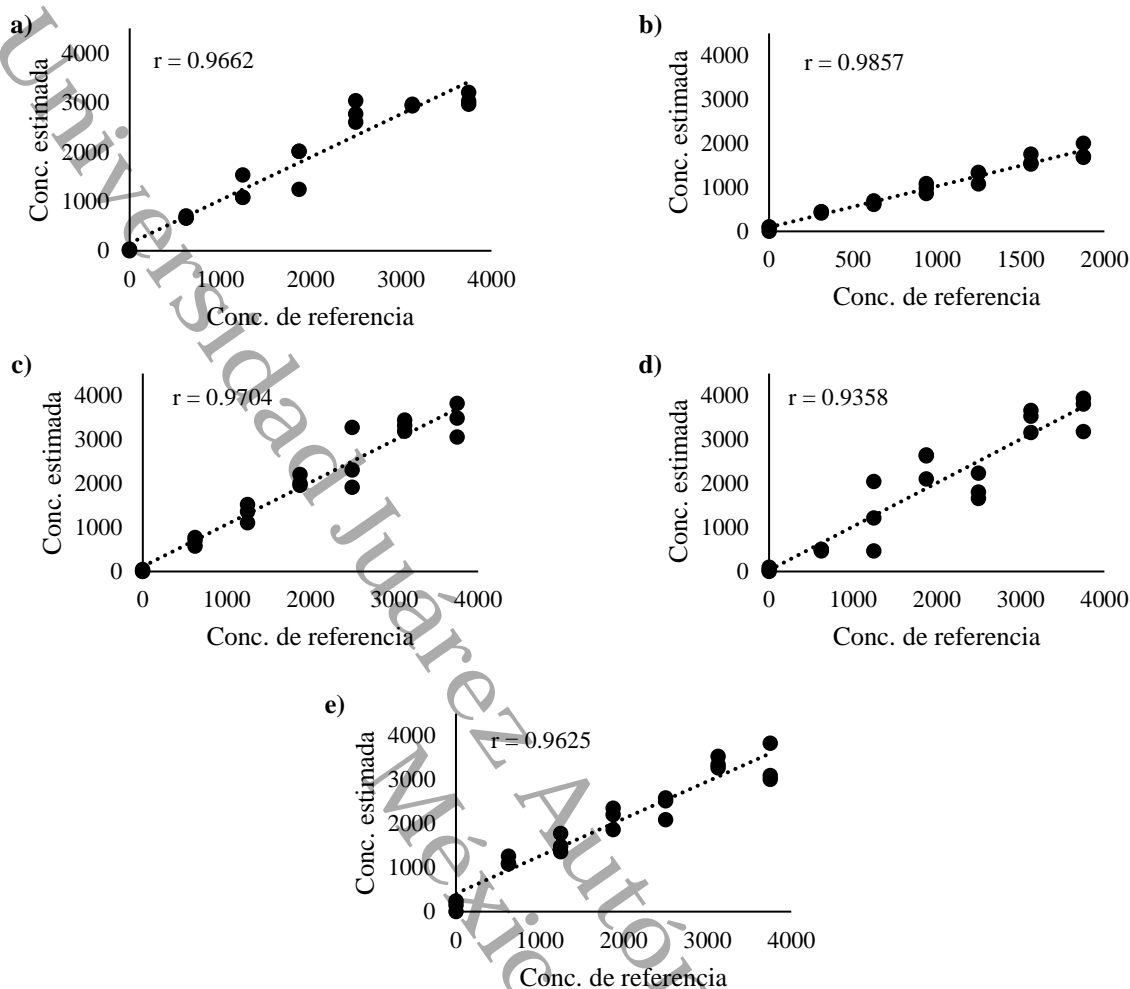 a)
r = 0.9662
Conc. estimada
4000
3000
2000
1000
0
0 1000 2000 3000 4000
Conc. de referencia
b)
r = 0.9857
Conc. estimada
4000
3000
2000
1000
0
0 500 1000 1500 2000
Conc. de referencia
c)
r = 0.9704
Conc. estimada
4000
3000
2000
1000
0
0 1000 2000 3000 4000
Conc. de referencia
d)
r = 0.9358
Conc. estimada
4000
3000
2000
1000
0
0 1000 2000 3000 4000
Conc. de referencia
e)
r = 0.9625
Conc. estimada
4000
3000
2000
1000
0
0 1000 2000 3000 4000
Conc. de referencia
Universidad Juárez Autón
México